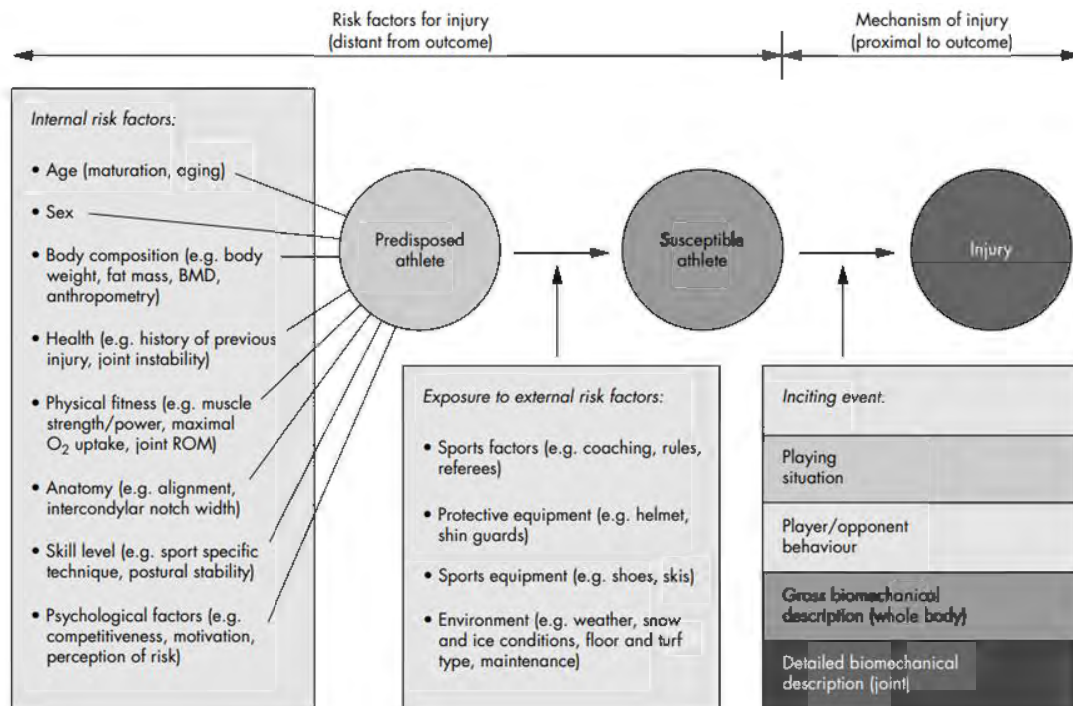 Risk factors for injury
(distant from outcome)
Mechanism of injury
(proximal to outcome)
Internal risk factors:
• Age (maturation, aging)
• Sex
• Body composition (e.g. body
weight, fat mass, BMD,
anthropometry)
• Health (e.g. history of previous
injury, joint instability)
• Physical fitness (e.g. muscle
strength/power, maximal
O2 uptake, joint ROM)
• Anatomy (e.g. alignment,
intercondylar notch width)
• Skill level (e.g. sport specific
technique, postural stability)
• Psychological factors (e.g.
competitiveness, motivation,
perception of risk)
Predisposed
athlete
Susceptible
athlete
Injury
Exposure to external risk factors:
• Sports factors (e.g. coaching, rules,
referees)
• Protective equipment (e.g. helmet,
shin guards)
• Sports equipment (e.g. shoes, skis)
• Environment (e.g. weather, snow
and ice conditions, floor and turf
type, maintenance)
Inciting event:
Playing
situation
Player/opponent
behaviour
Gross biomechanical
description (whole body)
Detailed biomechanical
description (joint)